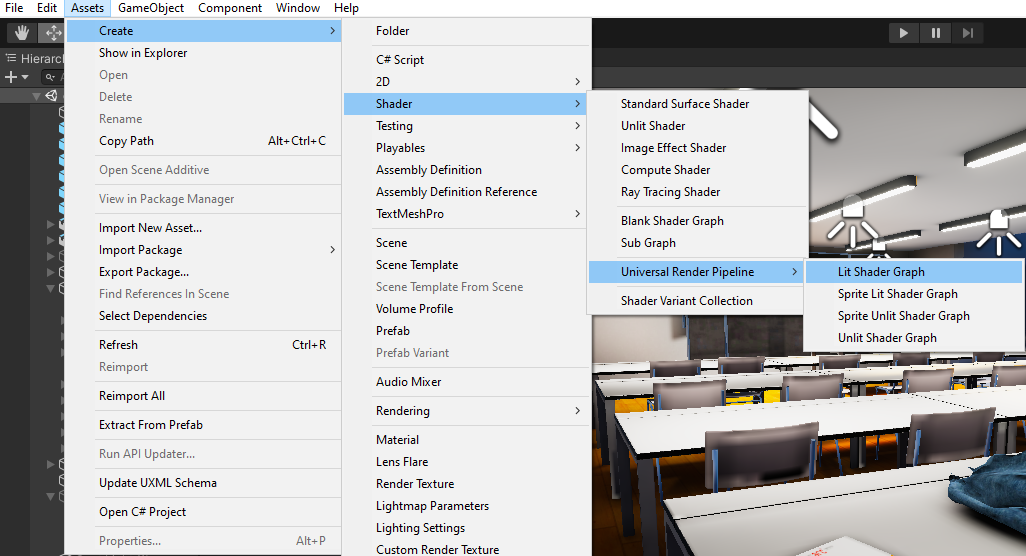 File Edit Assets GameObject Component Window Help
Hierarch
Create
Show in Explorer
Open
Delete
Rename
Copy Path Alt+Ctrl+C
Open Scene Additive
View in Package Manager
Import New Asset...
Import Package
Export Package...
Find References In Scene
Select Dependencies
Refresh Ctrl+R
Reimport
Reimport All
Extract From Prefab
Run API Updater...
Update UXML Schema
Open C# Project
Properties... Alt+P
Folder
C# Script
2D
Shader
Testing
Playables
Assembly Definition
Assembly Definition Reference
TextMeshPro
Scene
Scene Template
Scene Template From Scene
Volume Profile
Prefab
Prefab Variant
Audio Mixer
Rendering
Material
Lens Flare
Render Texture
Lightmap Parameters
Lighting Settings
Custom Render Texture
Standard Surface Shader
Unlit Shader
Image Effect Shader
Compute Shader
Ray Tracing Shader
Blank Shader Graph
Sub Graph
Universal Render Pipeline
Shader Variant Collection
Lit Shader Graph
Sprite Lit Shader Graph
Sprite Unlit Shader Graph
Unlit Shader Graph